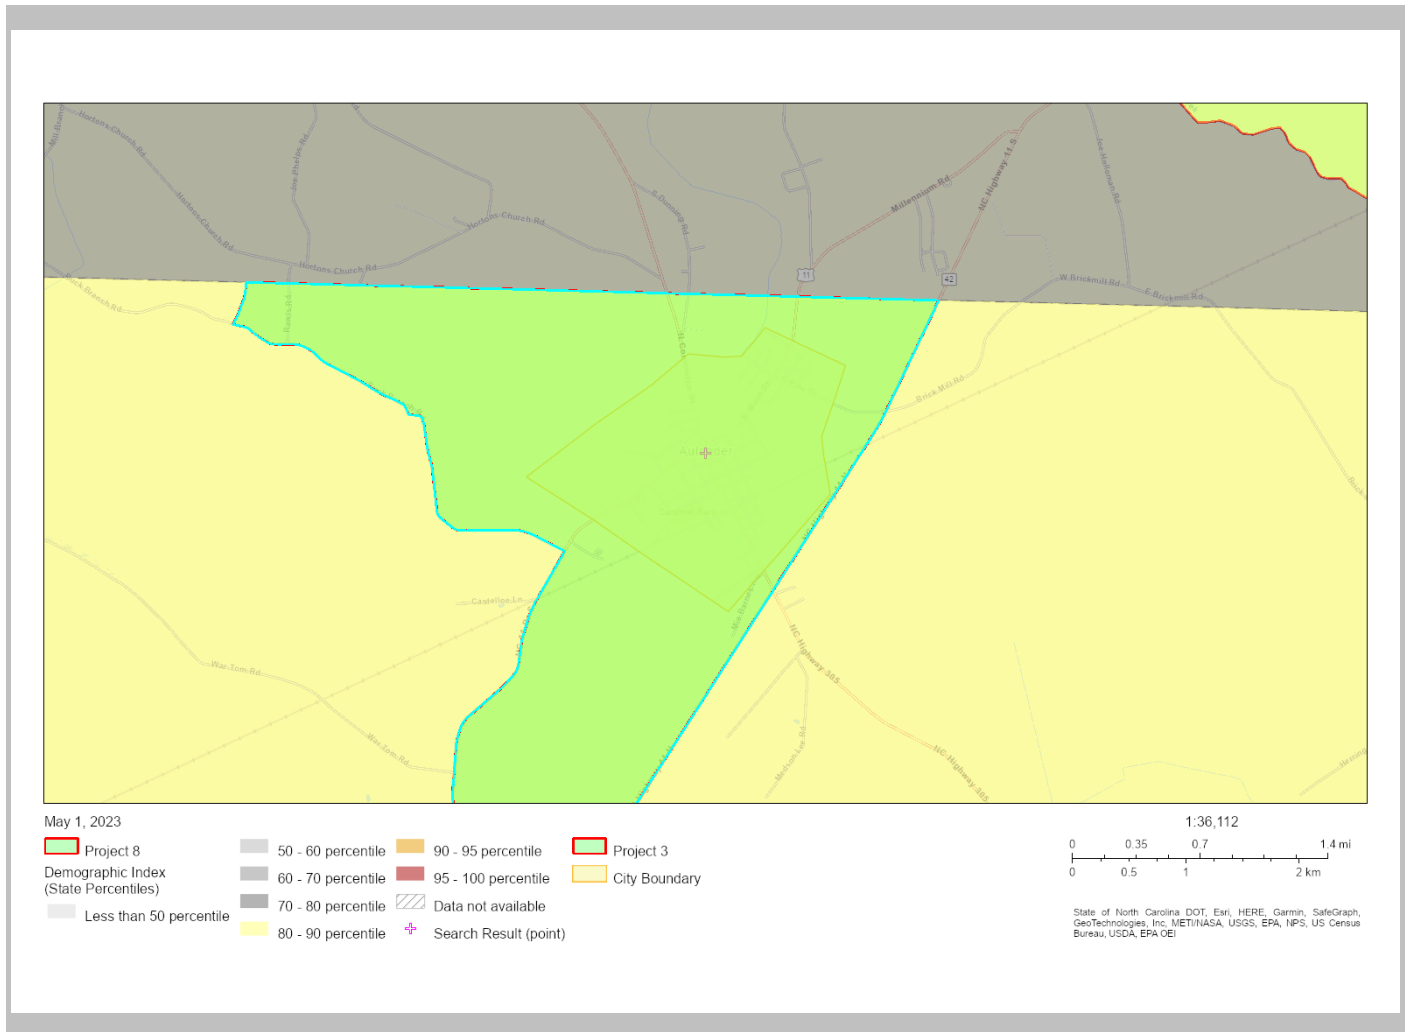 Hortons Church Rd
Joe Phelps Rd
Hortons Church Rd
Hortons Church Rd
Hortons Church Rd
S Dunning Rd
Millennium Rd
NC Highway 11 S
Joe Holloman Rd
11
42
W Brickmill Rd
E Brickmill Rd
Rawls Rd
Brick Mill Rd
Castelloe Ln
War Tom Rd
War Tom Rd
NC Highway 305
NC Highway 305
May 1, 2023
Project 8
Demographic Index
(State Percentiles)
Less than 50 percentile
50 - 60 percentile
60 - 70 percentile
70 - 80 percentile
80 - 90 percentile
90 - 95 percentile
95 - 100 percentile
Data not available
Search Result (point)
Project 3
City Boundary
1:36,112
0 0.35 0.7 1.4 mi
0 0.5 1 2 km
State of North Carolina DOT, Esri, HERE, Garmin, SafeGraph,
GeoTechnologies, Inc, METI/NASA, USGS, EPA, NPS, US Census
Bureau, USDA, EPA OEI